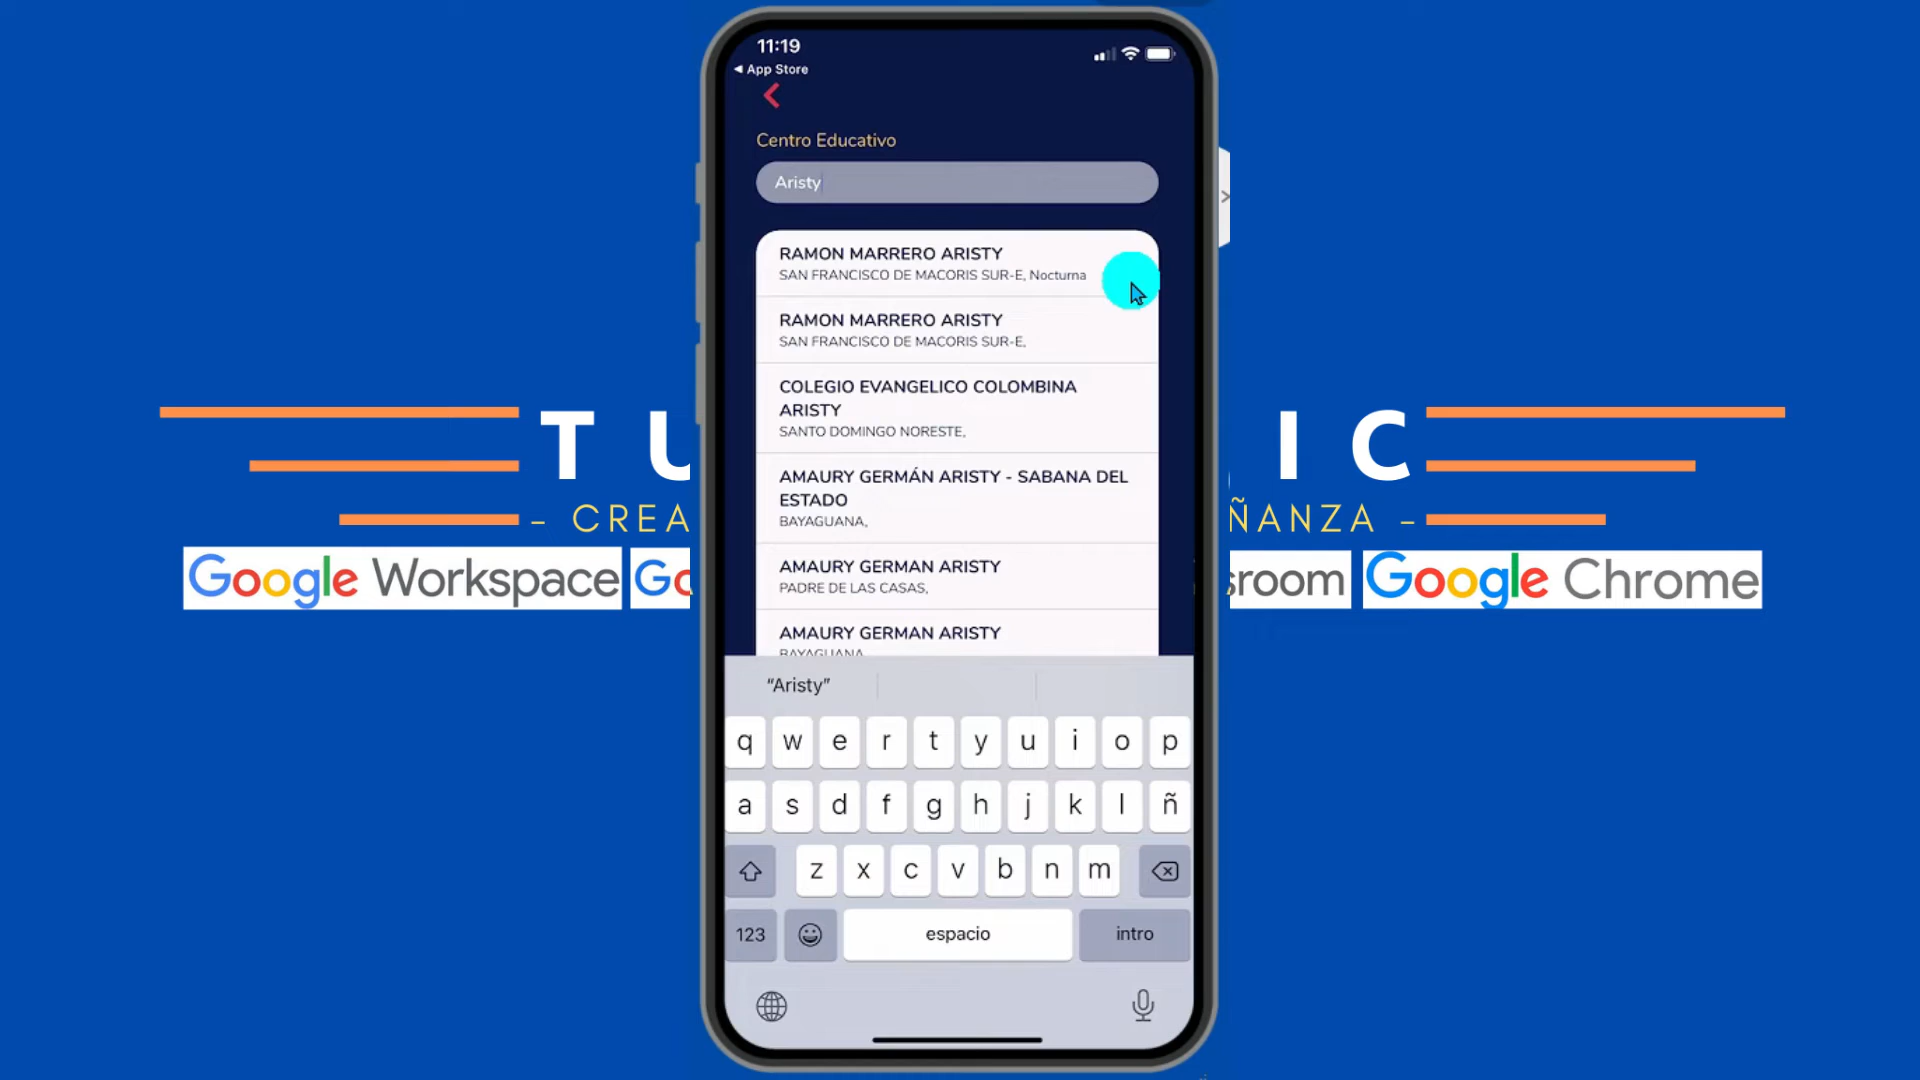 11:19
App Store
Centro Educativo
Aristy
RAMON MARRERO ARISTY
SAN FRANCISCO DE MACORIS SUR-E, Nocturna
RAMON MARRERO ARISTY
SAN FRANCISCO DE MACORIS SUR-E,
COLEGIO EVANGELICO COLOMBINA
ARISTY
SANTO DOMINGO NORESTE,
AMAURY GERMÁN ARISTY - SABANA DEL
ESTADO
BAYAGUANA,
AMAURY GERMAN ARISTY
PADRE DE LAS CASAS,
AMAURY GERMAN ARISTY
BAYAGUANA
"Aristy"
q w e r t y u i o p
a s d f g h j k l ñ
z x c v b n m
123 espacio intro
T U I C
- CREA ÑANZA -
Google Workspace Go sroom Google Chrome